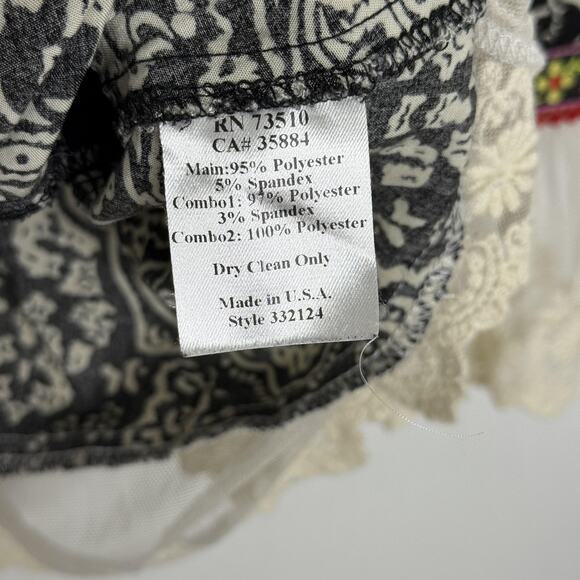 RN 73510
CA# 35884
Main:95% Polyester
5% Spandex
Combo1: 97% Polyester
3% Spandex
Combo2: 100% Polyester
Dry Clean Only
Made in U.S.A.
Style 332124